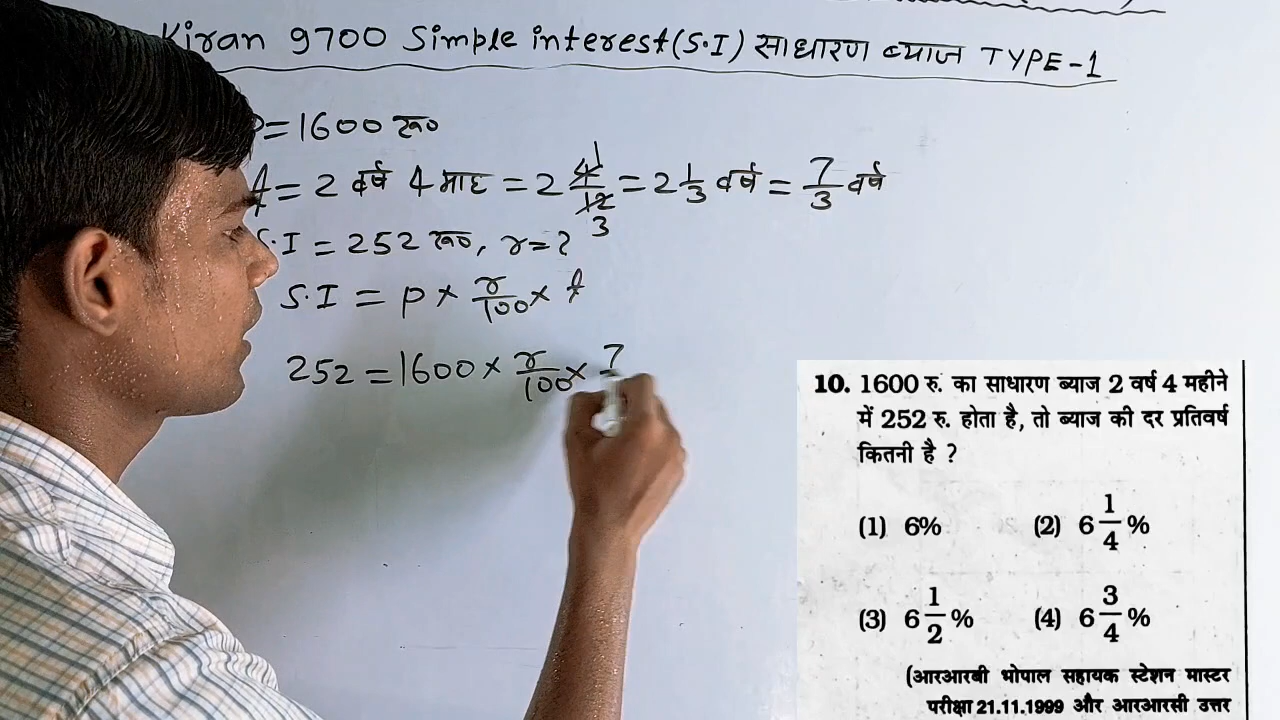 Kiran 9700 Simple interest (S.I) साधारण ब्याज TYPE-1
P = 1600 रू०
t = 2 वर्ष 4 माह = 2 4/12 1 3 = 2 1/3 वर्ष = 7/3 वर्ष
S.I = 252 रू०, r = ?
S.I = P × r/100 × t
252 = 1600 × r/100 × 7
10. 1600 रु. का साधारण ब्याज 2 वर्ष 4 महीने
में 252 रु. होता है, तो ब्याज की दर प्रतिवर्ष
कितनी है ?
(1) 6% (2) 6 1/4 %
(3) 6 1/2 % (4) 6 3/4 %
(आरआरबी भोपाल सहायक स्टेशन मास्टर
परीक्षा 21.11.1999 और आरआरसी उत्तर